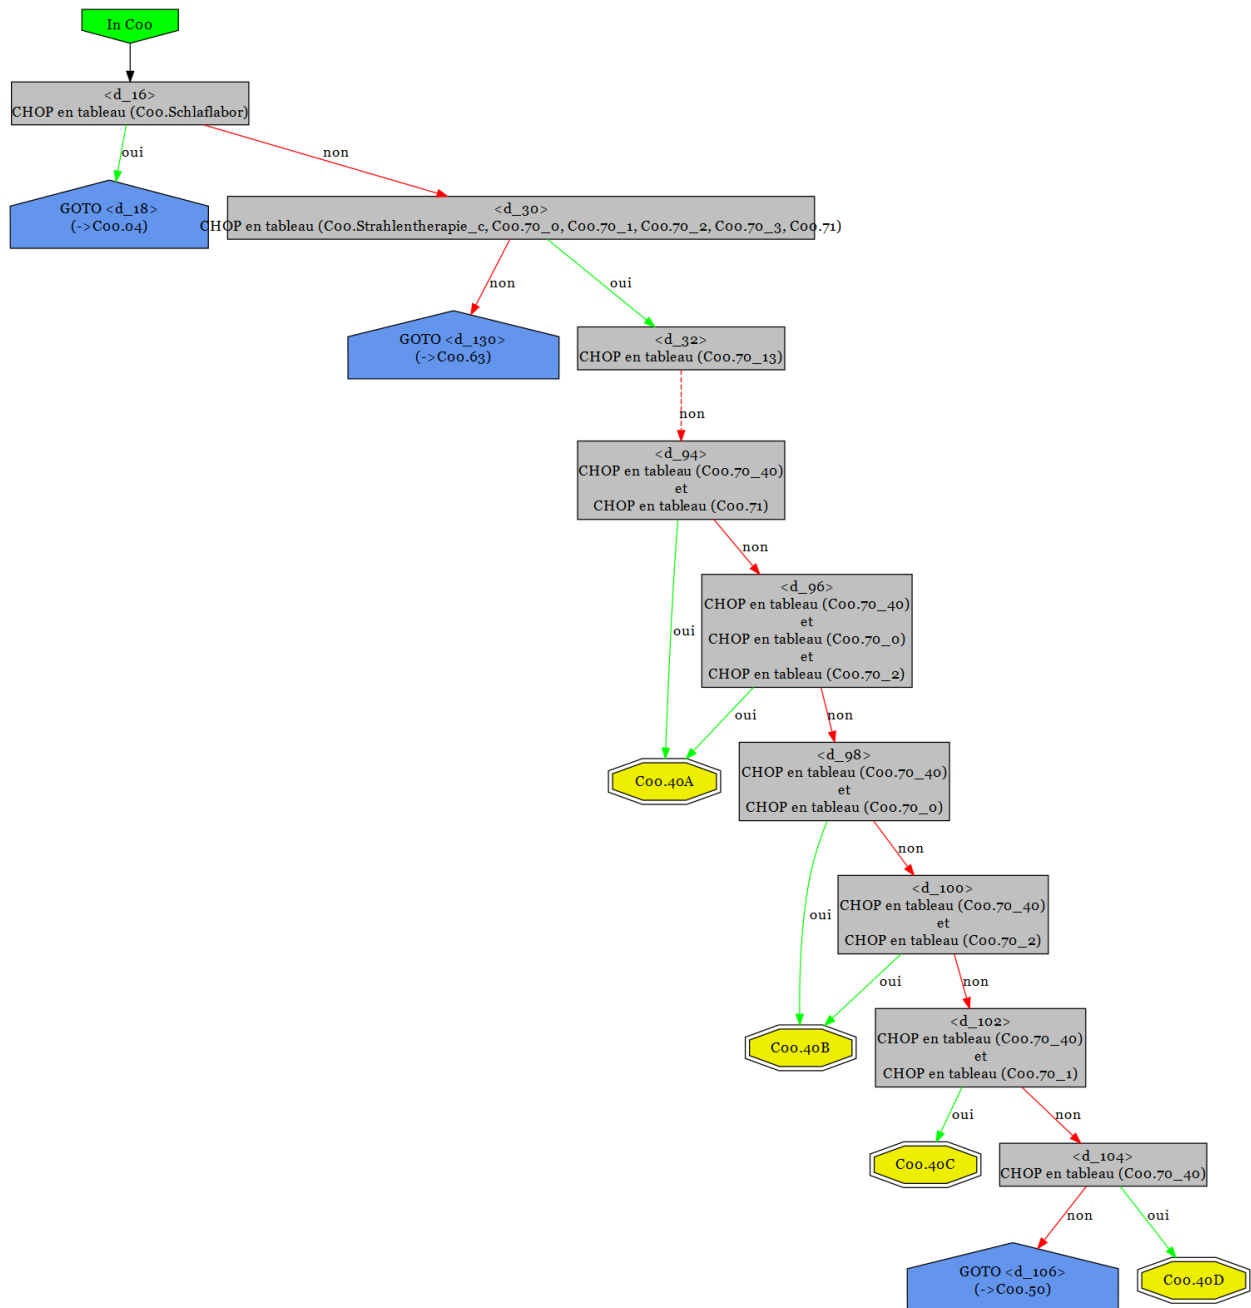 In C00
<d_16>
CHOP en tableau (C00.Schlaflabor)
oui
non
GOTO <d_18>
(->C00.04)
<d_30>
CHOP en tableau (C00.Strahlentherapie_c, C00.70_0, C00.70_1, C00.70_2, C00.70_3, C00.71)
non
oui
GOTO <d_130>
(->C00.63)
<d_32>
CHOP en tableau (C00.70_13)
non
<d_94>
CHOP en tableau (C00.70_40)
et
CHOP en tableau (C00.71)
non
oui
<d_96>
CHOP en tableau (C00.70_40)
et
CHOP en tableau (C00.70_0)
et
CHOP en tableau (C00.70_2)
oui
non
C00.40A
<d_98>
CHOP en tableau (C00.70_40)
et
CHOP en tableau (C00.70_0)
non
oui
<d_100>
CHOP en tableau (C00.70_40)
et
CHOP en tableau (C00.70_2)
oui
non
C00.40B
<d_102>
CHOP en tableau (C00.70_40)
et
CHOP en tableau (C00.70_1)
oui
non
C00.40C
<d_104>
CHOP en tableau (C00.70_40)
non
oui
GOTO <d_106>
(->C00.50)
C00.40D